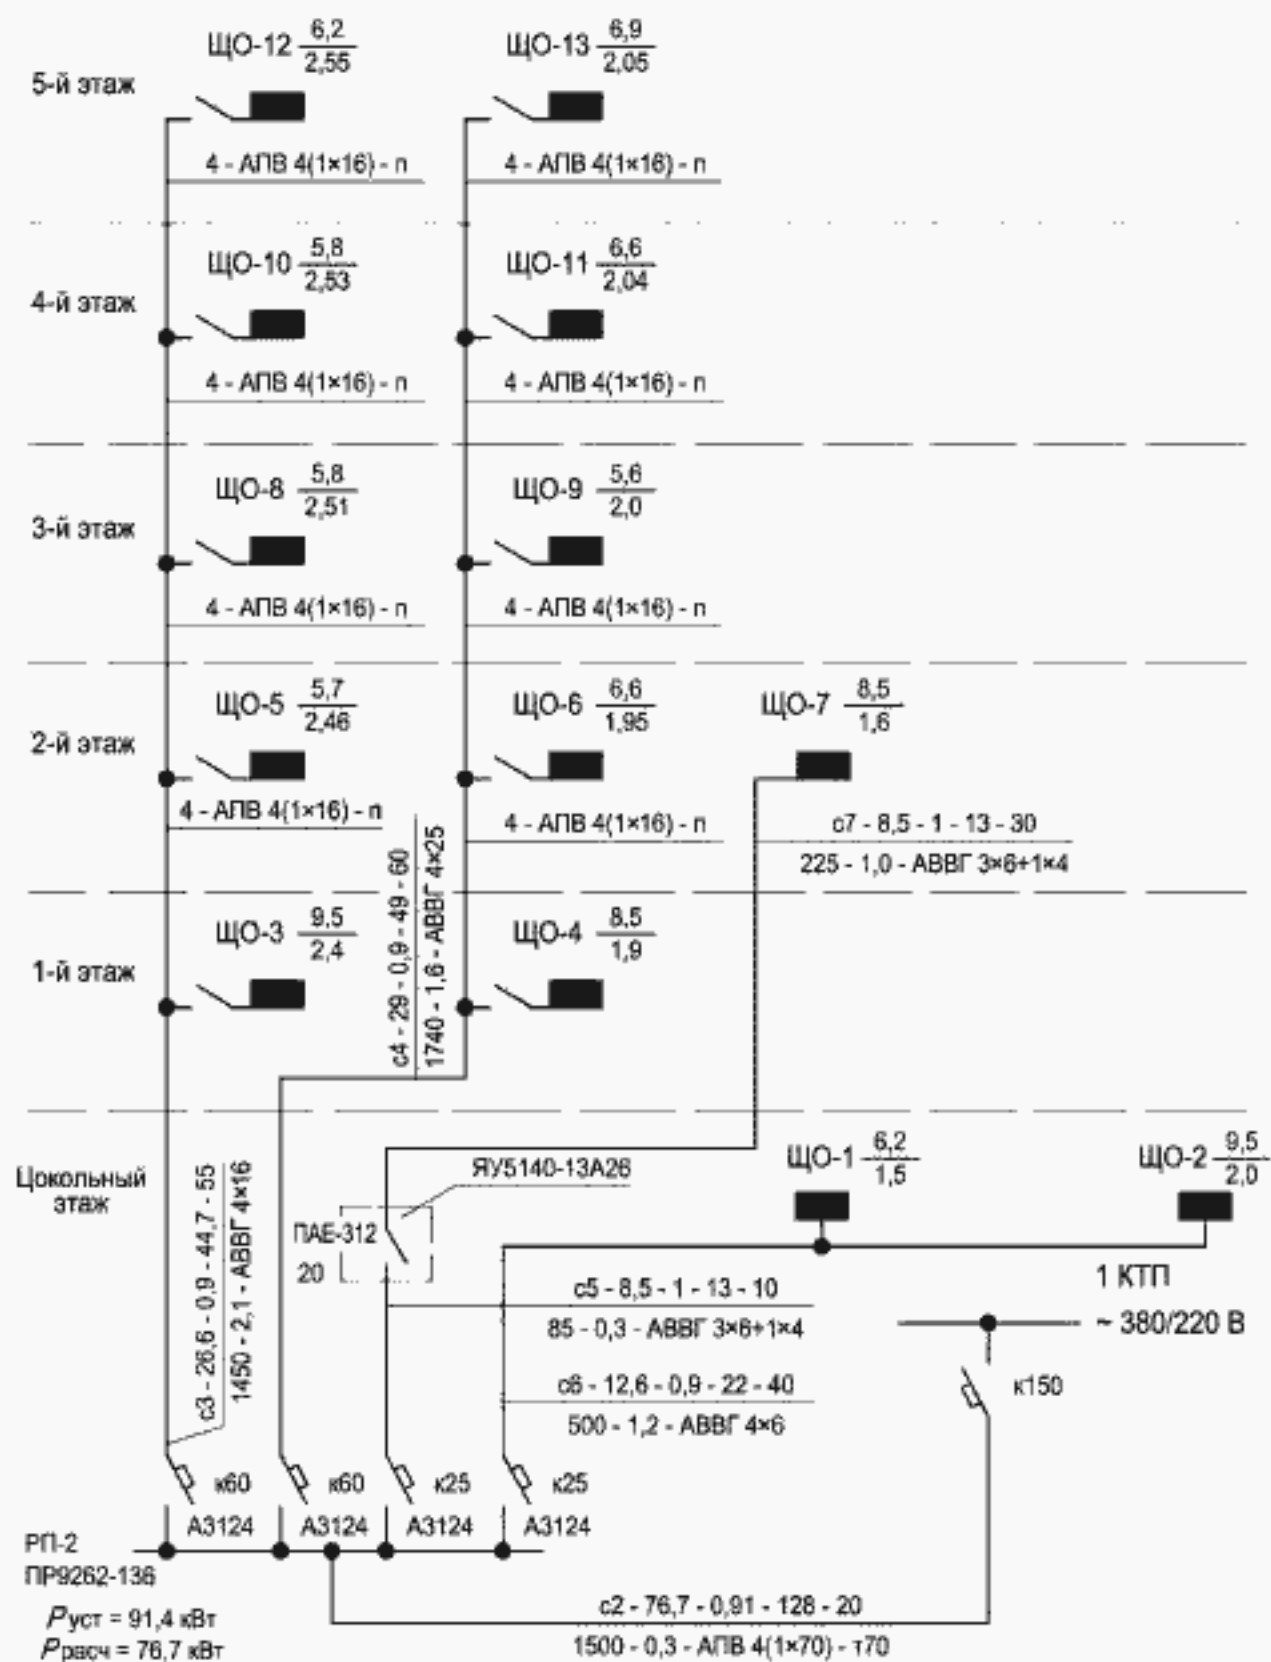 ЩО-12 6,2
2,55
ЩО-13 6,9
2,05
5-й этаж
4 - АПВ 4(1×16) - п
4 - АПВ 4(1×16) - п
ЩО-10 5,8
2,53
ЩО-11 6,6
2,04
4-й этаж
4 - АПВ 4(1×16) - п
4 - АПВ 4(1×16) - п
ЩО-8 5,8
2,51
ЩО-9 5,6
2,0
3-й этаж
4 - АПВ 4(1×16) - п
4 - АПВ 4(1×16) - п
ЩО-5 5,7
2,46
ЩО-6 6,6
1,95
ЩО-7 8,5
1,6
2-й этаж
4 - АПВ 4(1×16) - п
4 - АПВ 4(1×16) - п
с7 - 8,5 - 1 - 13 - 30
225 - 1,0 - АВВГ 3×6+1×4
с4 - 29 - 0,9 - 49 - 60
1740 - 1,6 - АВВГ 4×25
ЩО-3 9,5
2,4
ЩО-4 8,5
1,9
1-й этаж
Цокольный
этаж
ЩО-1 6,2
1,5
ЩО-2 9,5
2,0
ЯУ5140-13А26
ПАЕ-312
20
с3 - 26,6 - 0,9 - 44,7 - 55
1450 - 2,1 - АВВГ 4×16
с5 - 8,5 - 1 - 13 - 10
85 - 0,3 - АВВГ 3×6+1×4
1 КТП
~ 380/220 В
с6 - 12,6 - 0,9 - 22 - 40
500 - 1,2 - АВВГ 4×6
к150
к60
к60
к25
к25
А3124
А3124
А3124
А3124
РП-2
ПР9262-136
Pуст = 91,4 кВт
Pрасч = 76,7 кВт
с2 - 76,7 - 0,91 - 128 - 20
1500 - 0,3 - АПВ 4(1×70) - т70